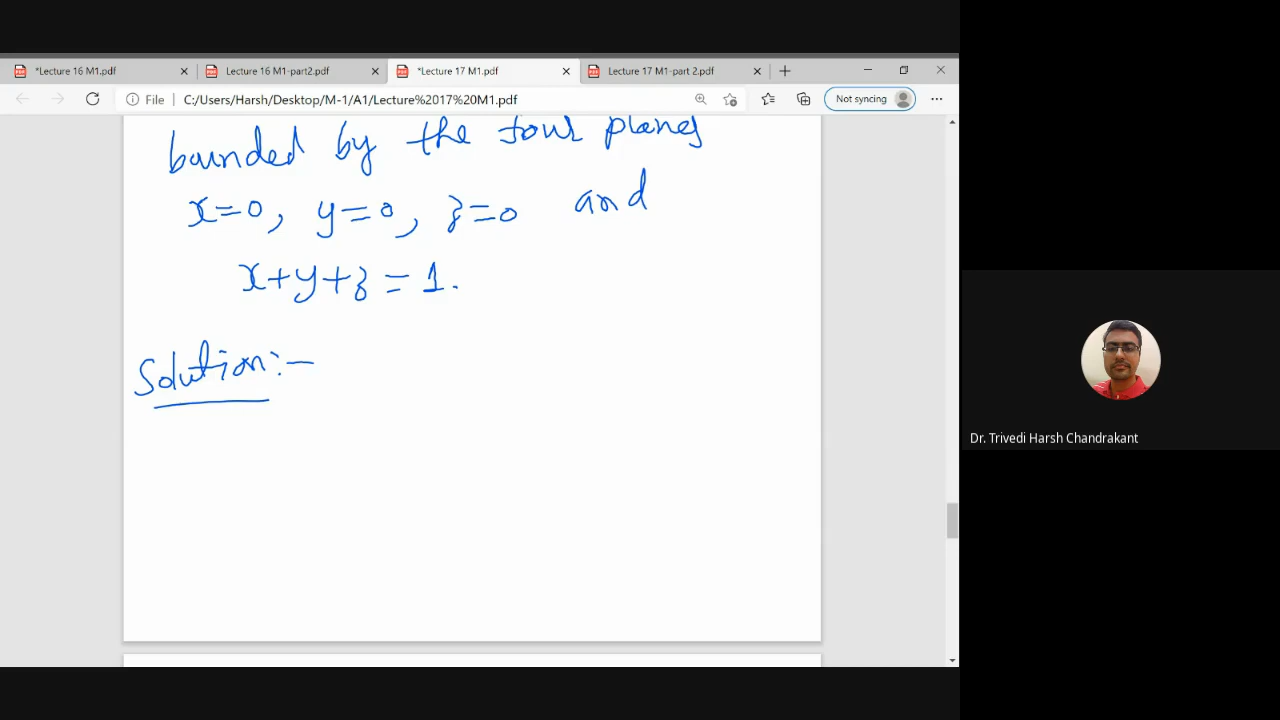 *Lecture 16 M1.pdf
Lecture 16 M1-part2.pdf
*Lecture 17 M1.pdf
Lecture 17 M1-part 2.pdf
File
C:/Users/Harsh/Desktop/M-1/A1/Lecture%2017%20M1.pdf
Not syncing
bounded by the four planes
x=0, y=0, z=0 and
x+y+z=1.
Solution:-
Dr. Trivedi Harsh Chandrakant